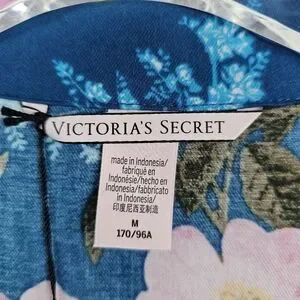 VICTORIA'S SECRET
made in Indonesia/
fabriqué en
Indonésie/hecho en
Indonesia/fabbricato
in Indonesia/
印度尼西亚制造
M
170/96A